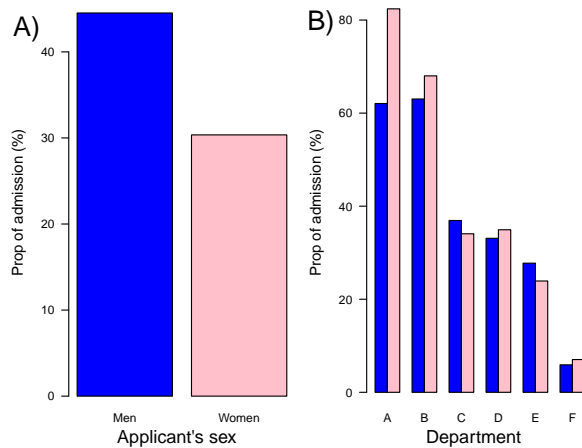 A)
Prop of admission (%)
0
10
20
30
40
Men
Women
Applicant's sex
B)
Prop of admission (%)
0
20
40
60
80
A
B
C
D
E
F
Department